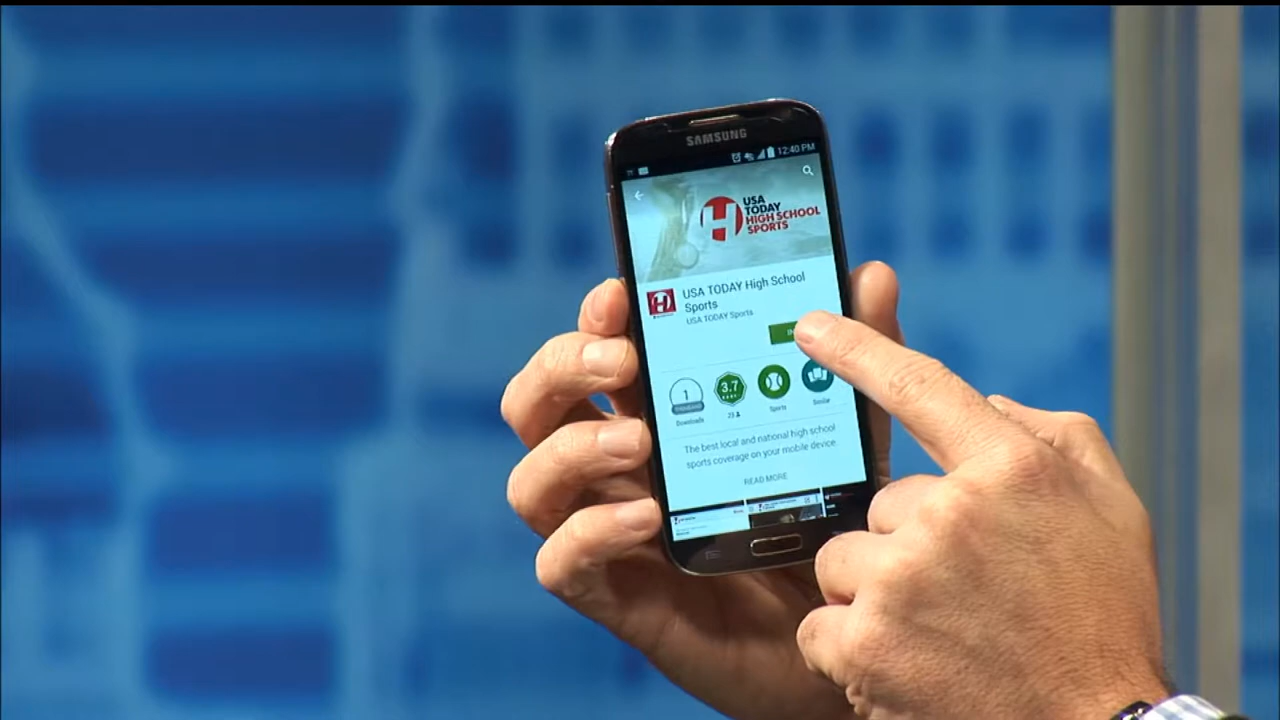 SAMSUNG
12:40 PM
USA
TODAY
HIGH SCHOOL
SPORTS
H
USA TODAY High School
Sports
USA TODAY Sports
IN
1
3.7
23
Downloads
Sports
Similar
The best local and national high school
sports coverage on your mobile device.
READ MORE